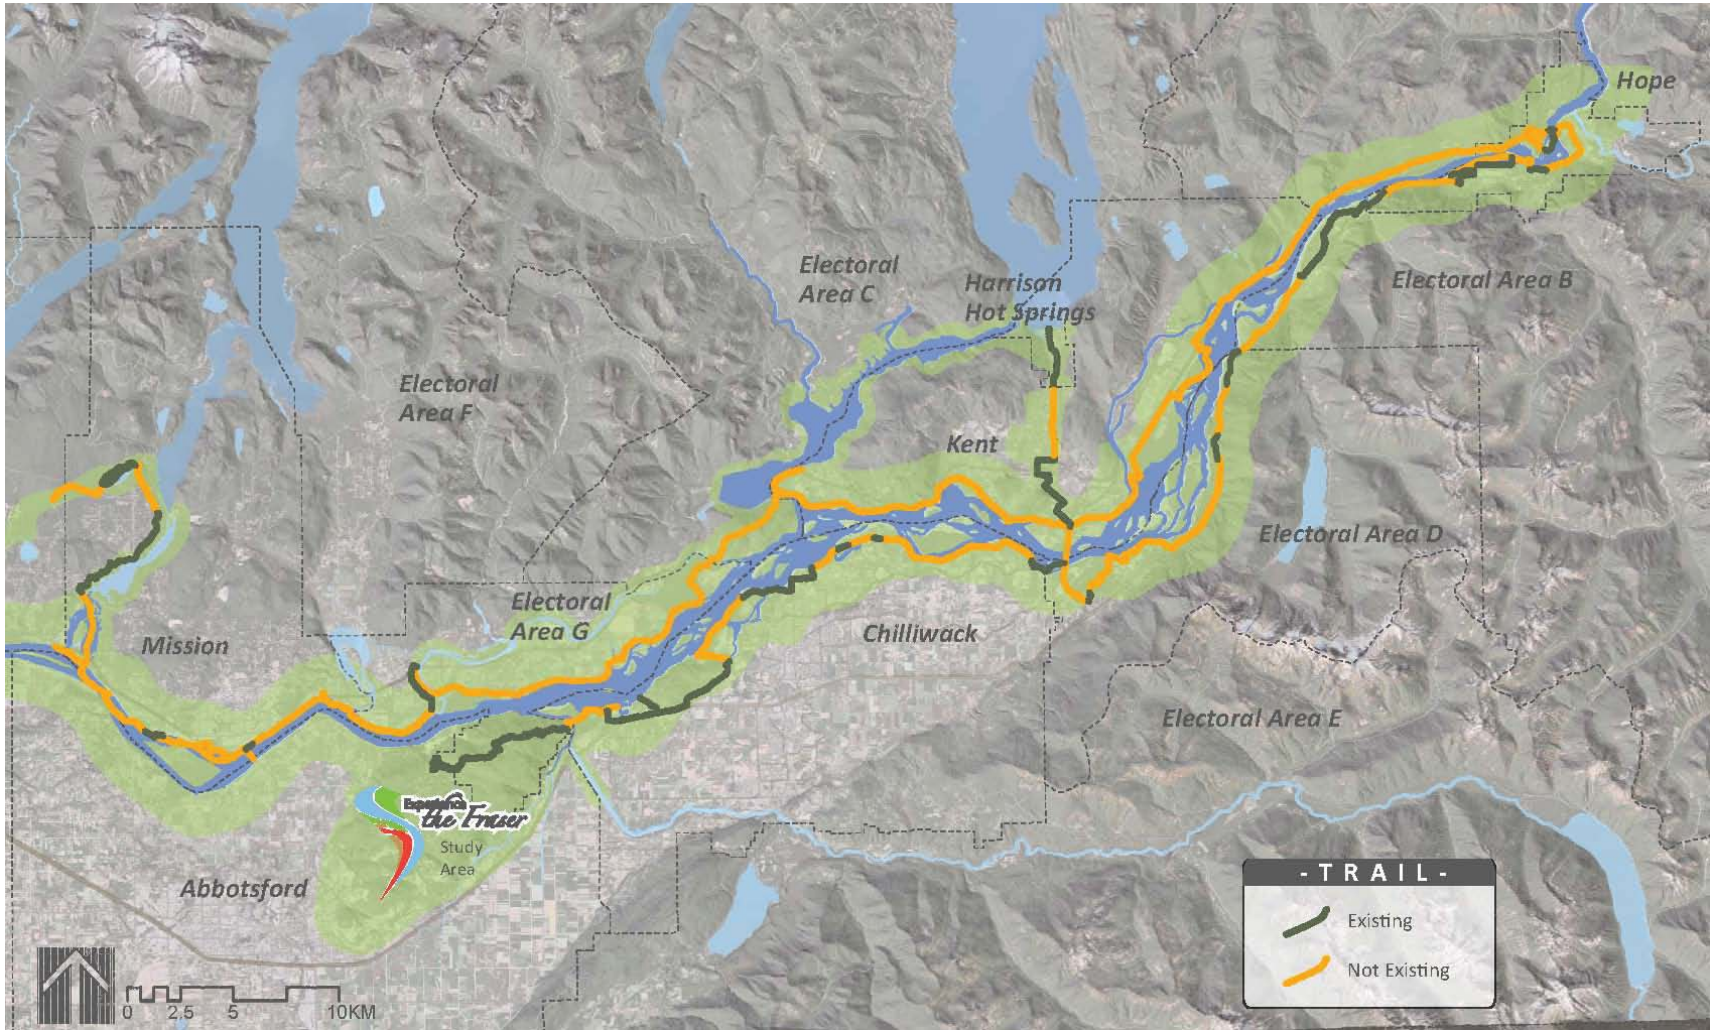 Hope
Electoral
Area C
Harrison
Hot Springs
Electoral Area B
Electoral
Area F
Kent
Electoral Area D
Electoral
Area G
Mission
Chilliwack
Electoral Area E
Experience
the Fraser
Study
Area
Abbotsford
- T R A I L -
Existing
Not Existing
0 2.5 5 10KM